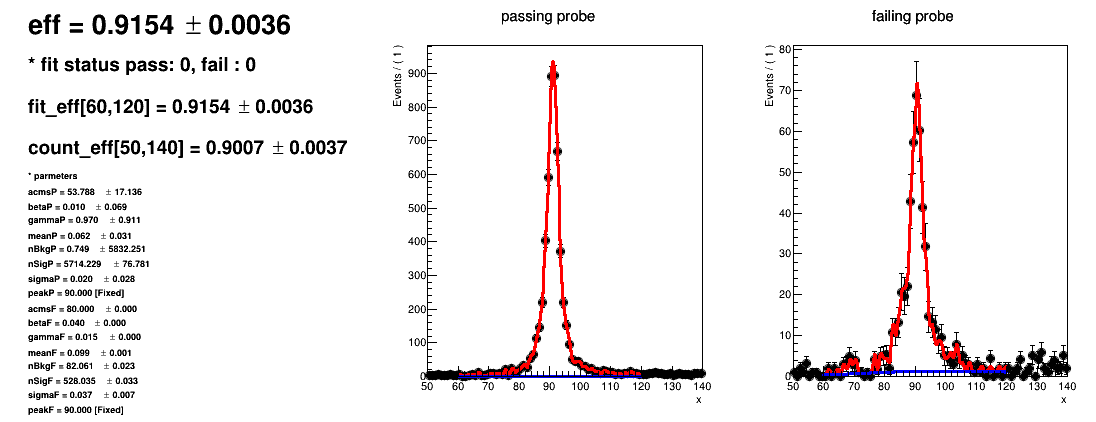 eff = 0.9154 ± 0.0036
* fit status pass: 0, fail : 0
fit_eff[60,120] = 0.9154 ± 0.0036
count_eff[50,140] = 0.9007 ± 0.0037
* parmeters
acmsP = 53.788 ± 17.136
betaP = 0.010 ± 0.069
gammaP = 0.970 ± 0.911
meanP = 0.062 ± 0.031
nBkgP = 0.749 ± 5832.251
nSigP = 5714.229 ± 76.781
sigmaP = 0.020 ± 0.028
peakP = 90.000 [Fixed]
acmsF = 80.000 ± 0.000
betaF = 0.040 ± 0.000
gammaF = 0.015 ± 0.000
meanF = 0.099 ± 0.001
nBkgF = 82.061 ± 0.023
nSigF = 528.035 ± 0.033
sigmaF = 0.037 ± 0.007
peakF = 90.000 [Fixed]
passing probe
Events / ( 1 )
900
800
700
600
500
400
300
200
100
0
50 60 70 80 90 100 110 120 130 140
x
failing probe
Events / ( 1 )
80
70
60
50
40
30
20
10
0
50 60 70 80 90 100 110 120 130 140
x